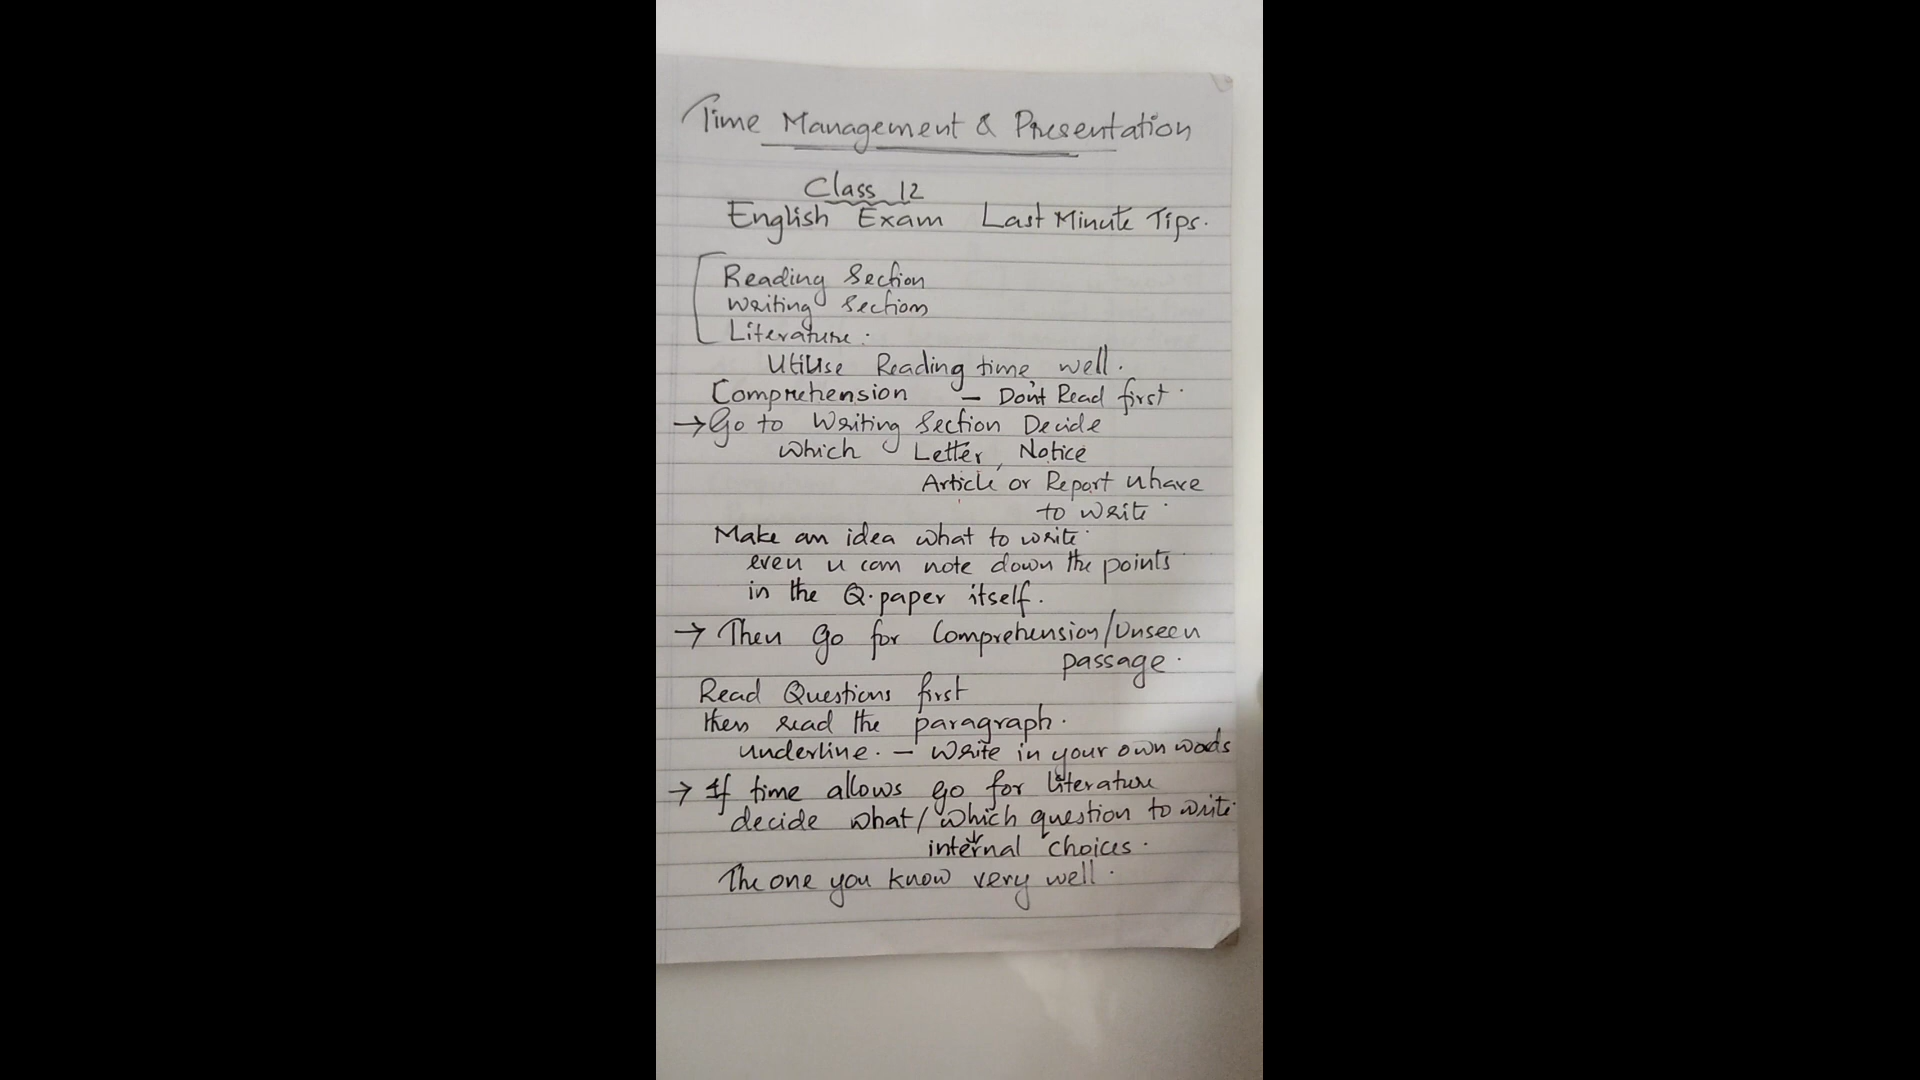 Time Management & Presentation
Class 12
English Exam Last Minute Tips.
Reading Section
Writing Section
Literature.
Utilise Reading time well.
Comprehension - Don't Read first.
→ Go to Writing Section Decide
which Letter, Notice
Article or Report u have
to write.
Make an idea what to write.
even u can note down the points
in the Q.paper itself.
→ Then go for Comprehension/Unseen
passage.
Read Questions first
then read the paragraph.
underline. - Write in your own words
→ If time allows go for literature
decide what/which question to write.
internal choices.
The one you know very well.